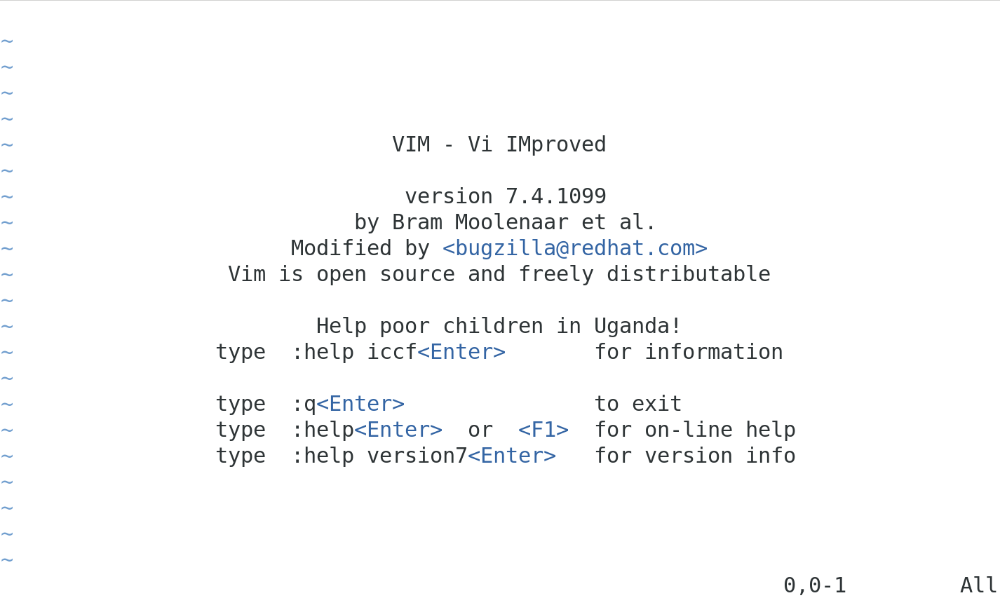 ~
~
~
~
~ VIM - Vi IMproved
~
~ version 7.4.1099
~ by Bram Moolenaar et al.
~ Modified by <bugzilla@redhat.com>
~ Vim is open source and freely distributable
~
~ Help poor children in Uganda!
~ type  :help iccf<Enter>       for information
~
~ type  :q<Enter>               to exit
~ type  :help<Enter>  or  <F1>  for on-line help
~ type  :help version7<Enter>   for version info
~
~
~
~
0,0-1         All